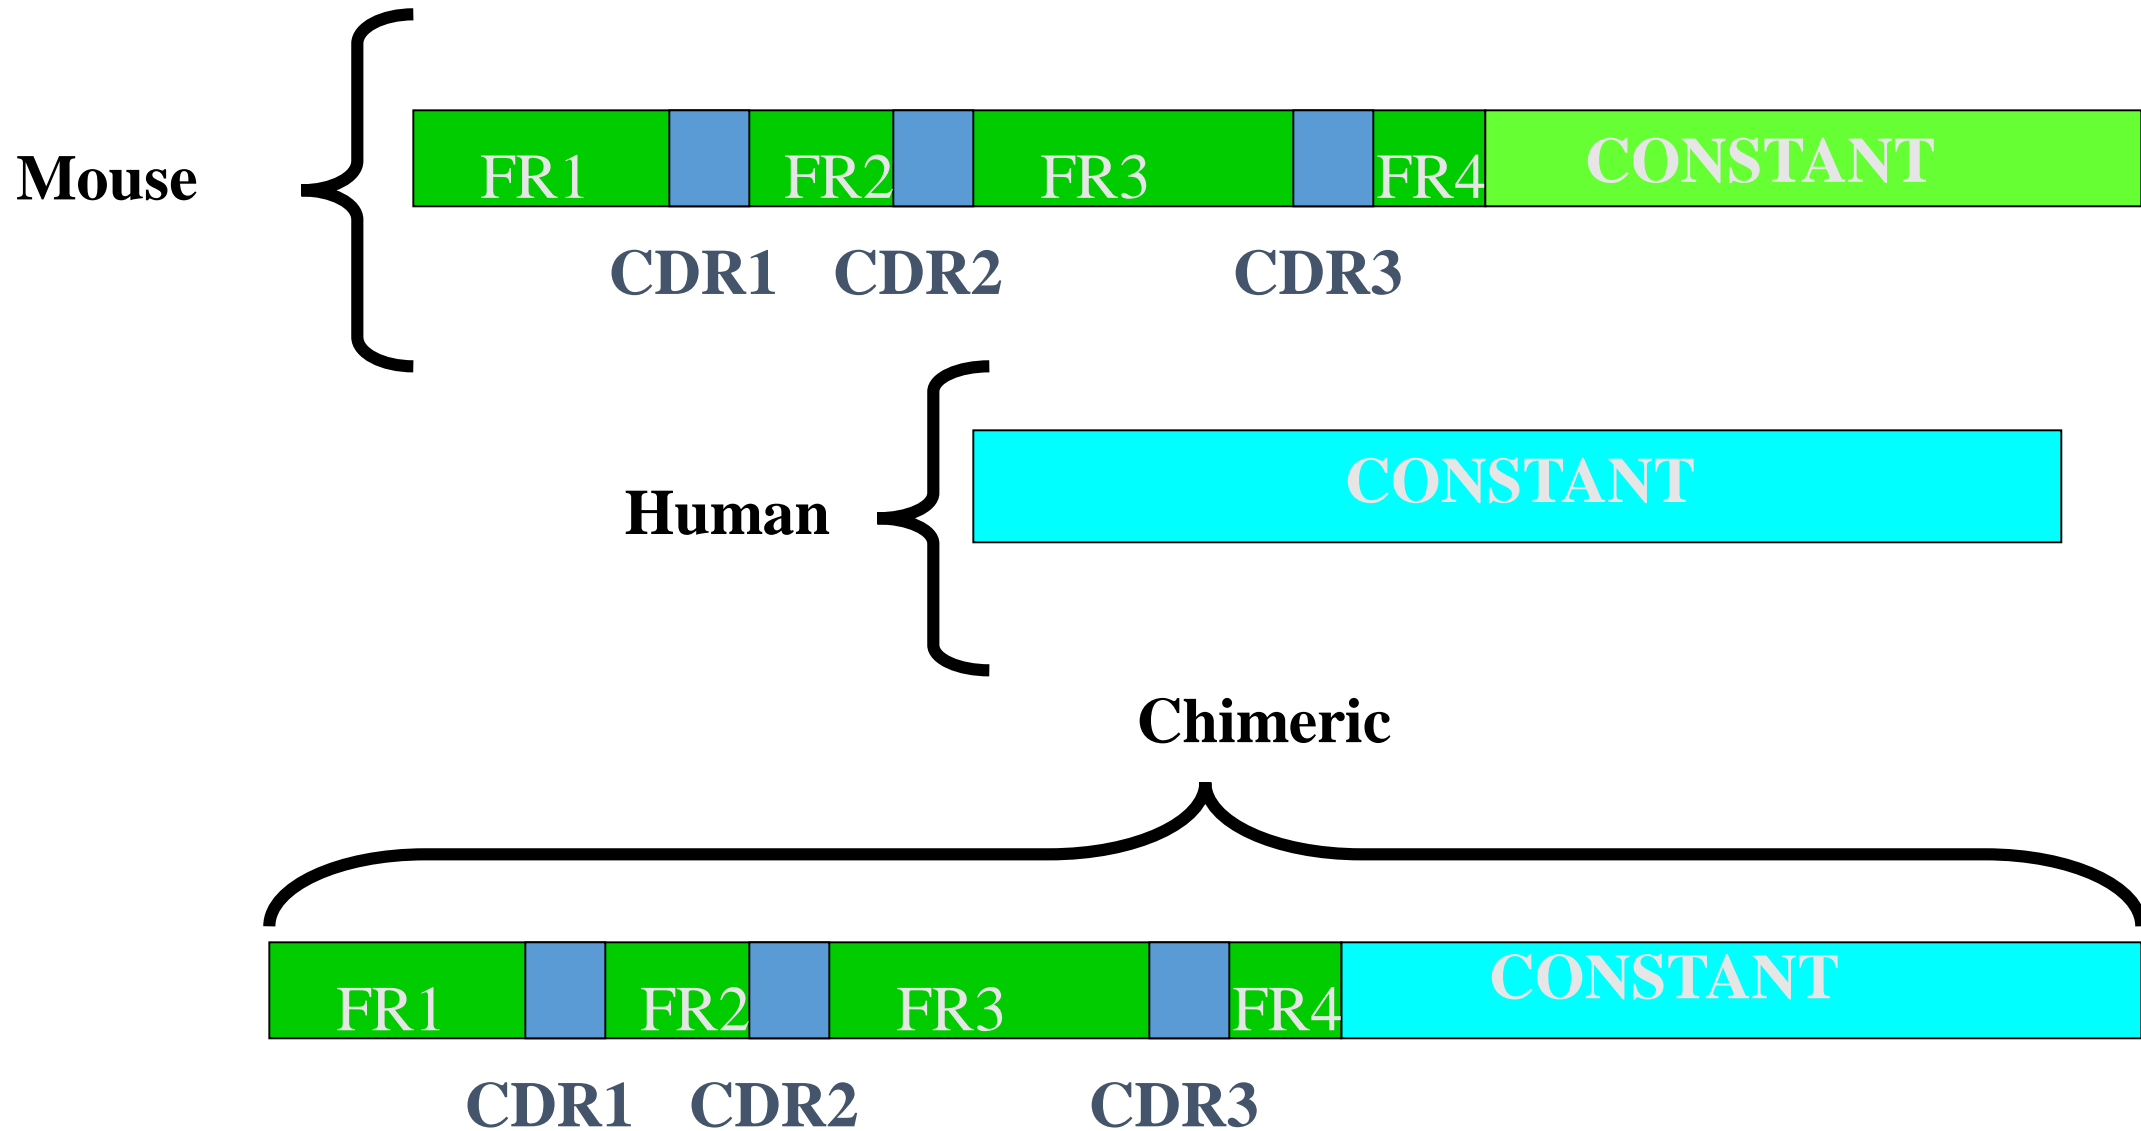 Mouse
FR1 FR2 FR3 FR4 CONSTANT
CDR1 CDR2 CDR3
Human
CONSTANT
Chimeric
FR1 FR2 FR3 FR4 CONSTANT
CDR1 CDR2 CDR3